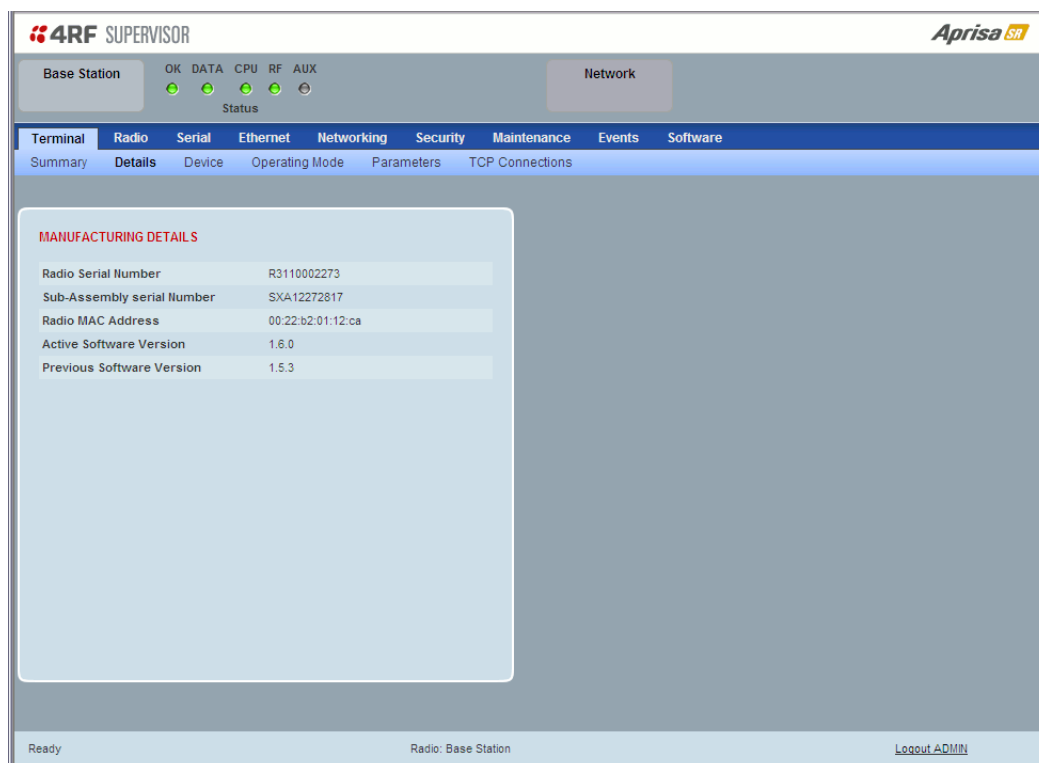 4RF SUPERVISOR
Aprisa SR
Base Station
OK DATA CPU RF AUX
Status
Network
Terminal Radio Serial Ethernet Networking Security Maintenance Events Software
Summary Details Device Operating Mode Parameters TCP Connections
MANUFACTURING DETAILS
Radio Serial Number R3110002273
Sub-Assembly serial Number SXA12272817
Radio MAC Address 00:22:b2:01:12:ca
Active Software Version 1.6.0
Previous Software Version 1.5.3
Ready Radio: Base Station Logout ADMIN